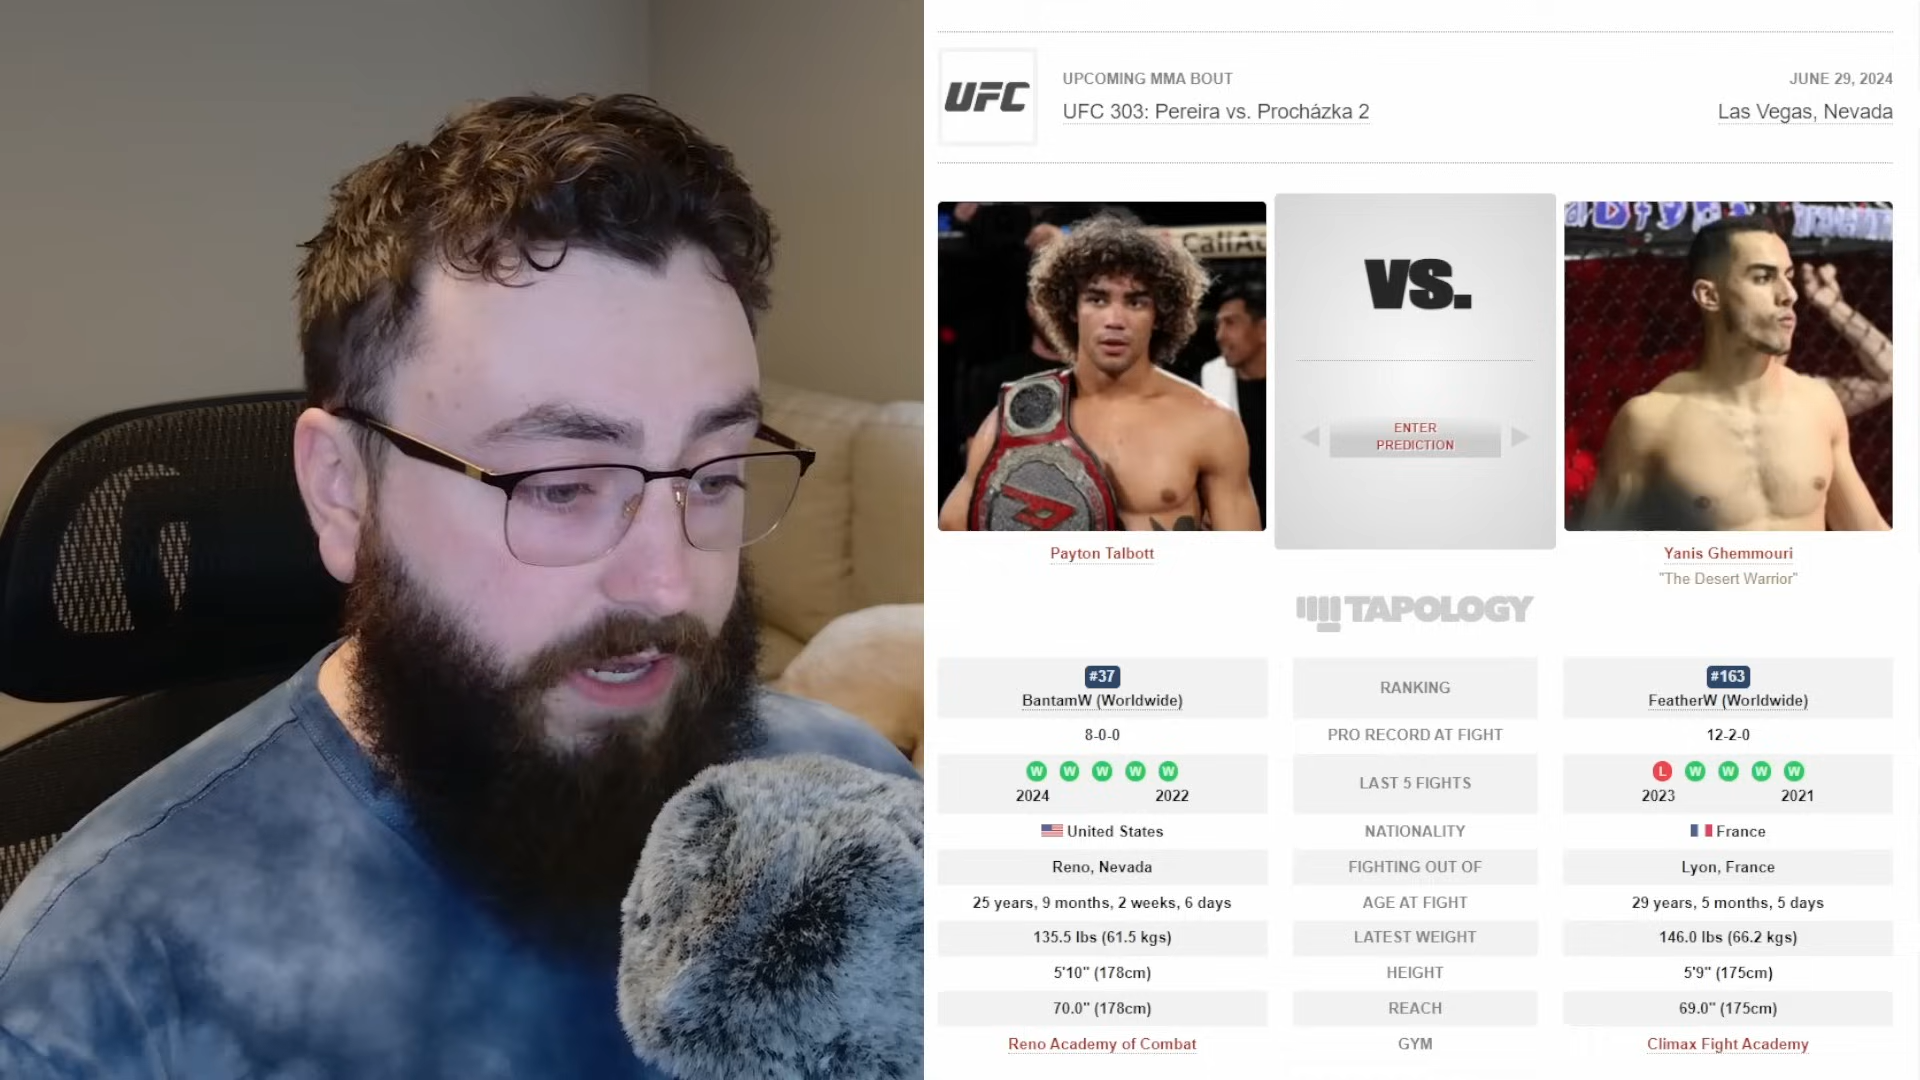 UFC
UPCOMING MMA BOUT
JUNE 29, 2024
UFC 303: Pereira vs. Procházka 2
Las Vegas, Nevada
VS.
ENTER
PREDICTION
Payton Talbott
Yanis Ghemmouri
"The Desert Warrior"
TAPOLOGY
#37
BantamW (Worldwide)
RANKING
#163
FeatherW (Worldwide)
8-0-0
PRO RECORD AT FIGHT
12-2-0
W W W W W
2024 2022
LAST 5 FIGHTS
L W W W W
2023 2021
United States
NATIONALITY
France
Reno, Nevada
FIGHTING OUT OF
Lyon, France
25 years, 9 months, 2 weeks, 6 days
AGE AT FIGHT
29 years, 5 months, 5 days
135.5 lbs (61.5 kgs)
LATEST WEIGHT
146.0 lbs (66.2 kgs)
5'10" (178cm)
HEIGHT
5'9" (175cm)
70.0" (178cm)
REACH
69.0" (175cm)
Reno Academy of Combat
GYM
Climax Fight Academy